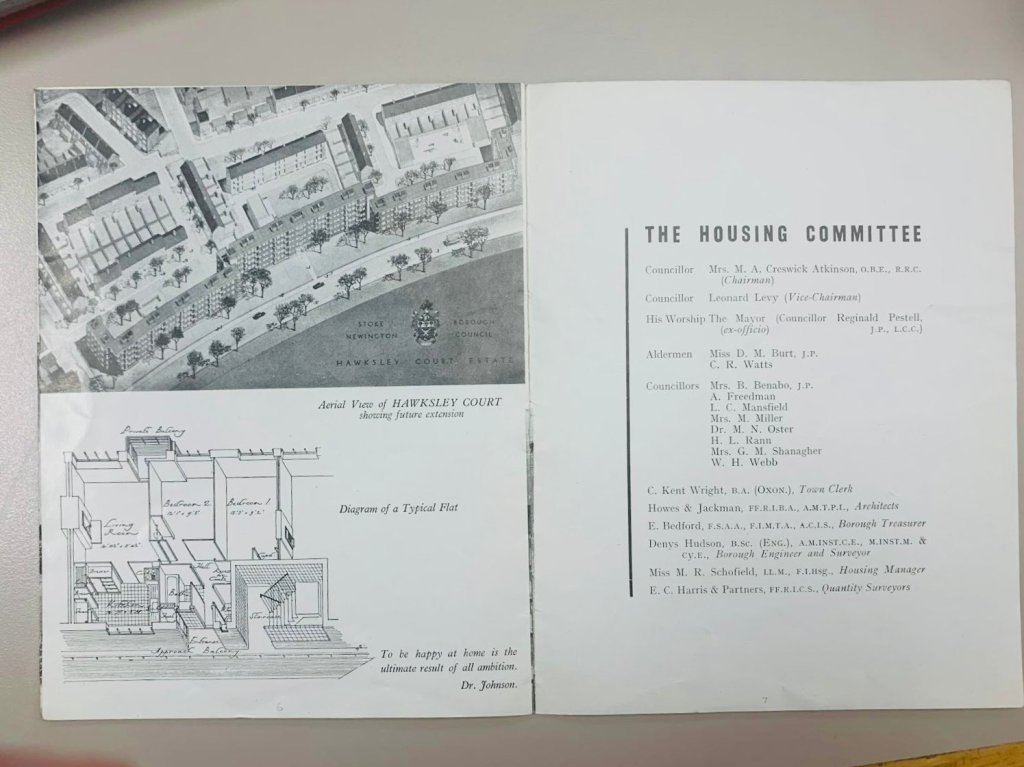 STOKE NEWINGTON
BOROUGH COUNCIL
HAWKSLEY COURT ESTATE
Aerial View of HAWKSLEY COURT
showing future extension
Private Balcony
Bedroom 2
Bedroom 1
Living Room
Diagram of a Typical Flat
Kitchen
Bath
Hall
Staircase
Entrance
Approach Balcony
To be happy at home is the
ultimate result of all ambition.
Dr. Johnson.
6
THE HOUSING COMMITTEE
Councillor Mrs. M. A. Creswick Atkinson, O.B.E., R.R.C.
(Chairman)
Councillor Leonard Levy (Vice-Chairman)
His Worship The Mayor (Councillor Reginald Pestell,
(ex-officio) J.P., L.C.C.)
Aldermen Miss D. M. Burt, J.P.
C. R. Watts
Councillors Mrs. B. Benabo, J.P.
A. Freedman
L. C. Mansfield
Mrs. M. Miller
Dr. M. N. Oster
H. L. Rann
Mrs. G. M. Shanagher
W. H. Webb
C. Kent Wright, B.A. (OXON.), Town Clerk
Howes & Jackman, FF.R.I.B.A., A.M.T.P.I., Architects
E. Bedford, F.S.A.A., F.I.M.T.A., A.C.I.S., Borough Treasurer
Denys Hudson, B.SC. (ENG.), A.M.INST.C.E., M.INST.M. &
CY.E., Borough Engineer and Surveyor
Miss M. R. Schofield, LL.M., F.I.Hsg., Housing Manager
E. C. Harris & Partners, FF.R.I.C.S., Quantity Surveyors
7